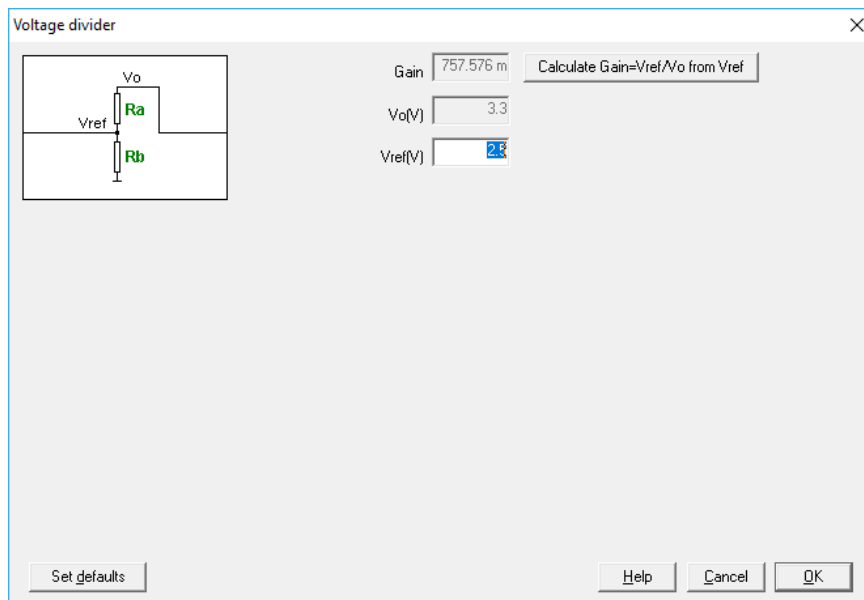 Voltage divider
Vo
Ra
Vref
Rb
Gain 757.576 m Calculate Gain=Vref/Vo from Vref
Vo(V) 3.3
Vref(V) 2.5
Set defaults Help Cancel OK